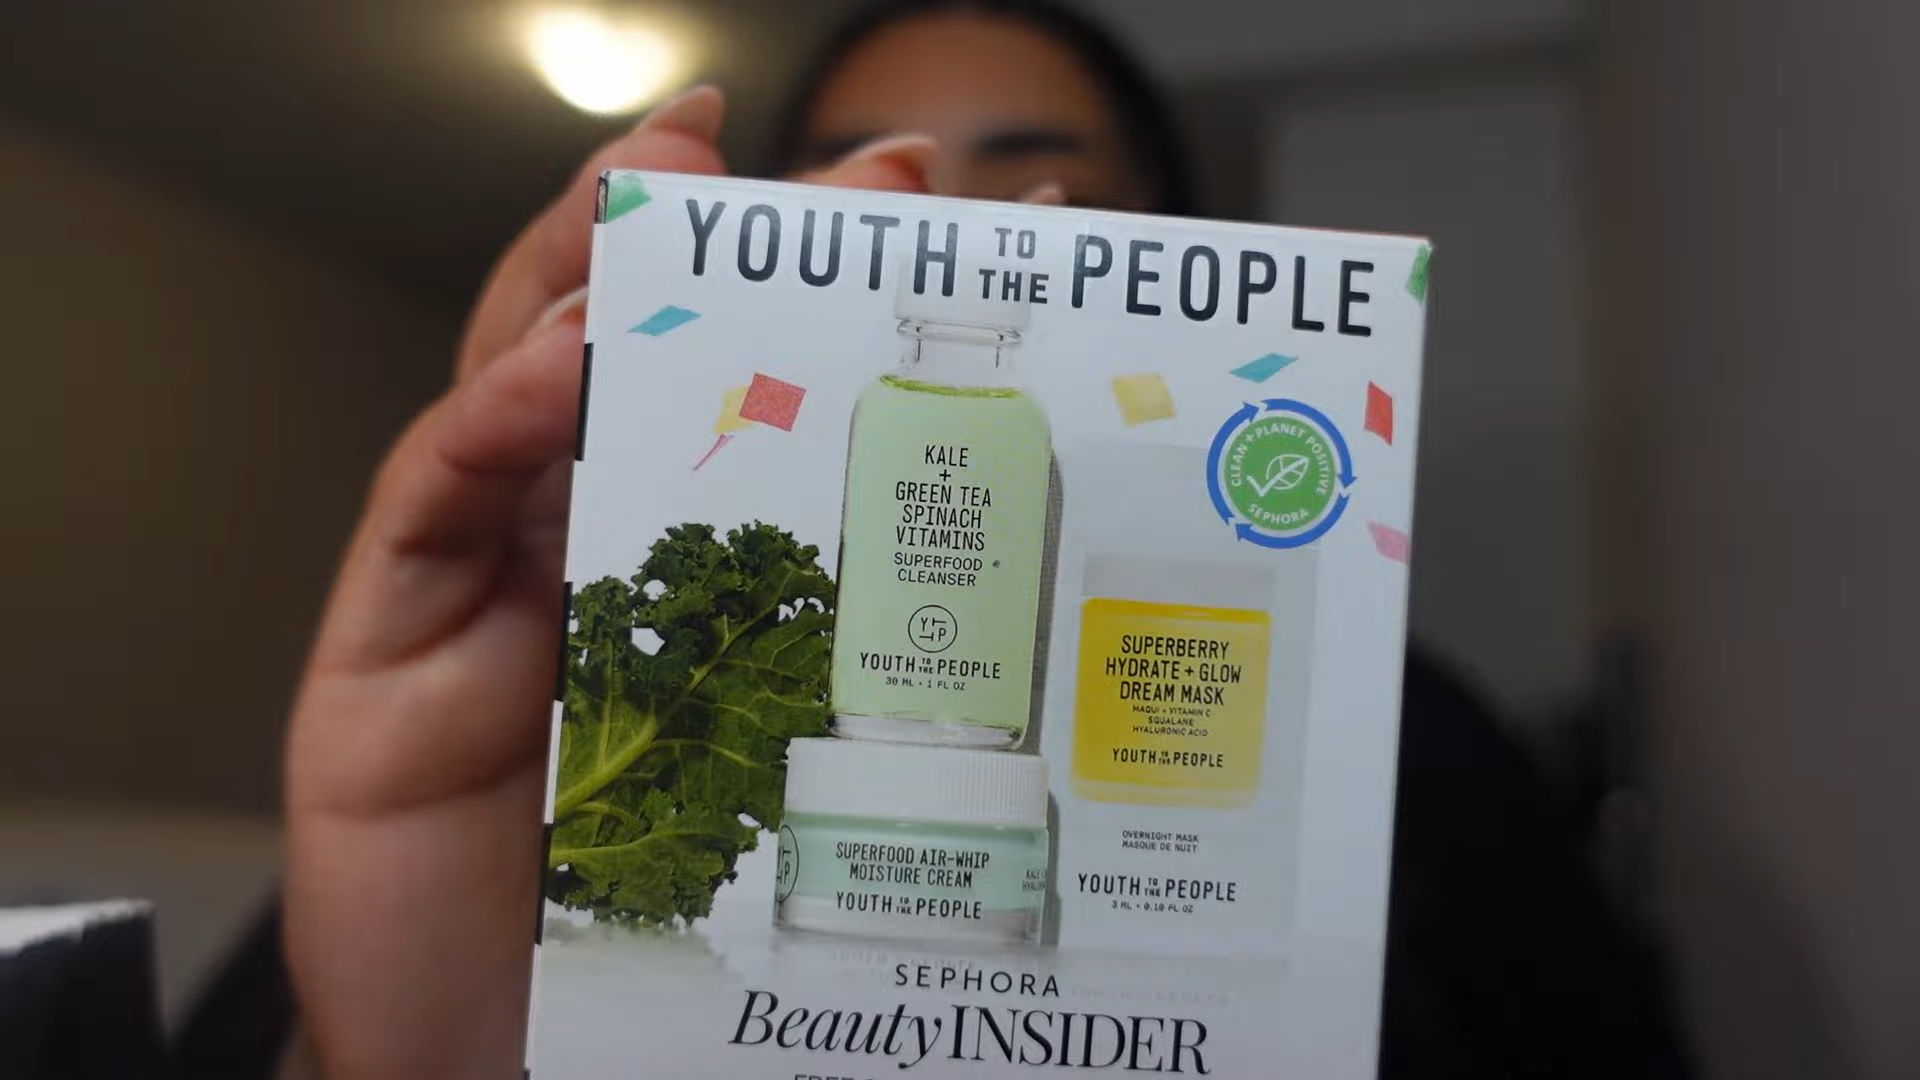 YOUTH TO THE PEOPLE
KALE
+
GREEN TEA
SPINACH
VITAMINS
SUPERFOOD
CLEANSER
YTTP
YOUTH TO THE PEOPLE
30 ML • 1 FL OZ
CLEAN + PLANET POSITIVE
SEPHORA
SUPERBERRY
HYDRATE + GLOW
DREAM MASK
MAQUI + VITAMIN C
SQUALANE
HYALURONIC ACID
YOUTH TO THE PEOPLE
OVERNIGHT MASK
MASQUE DE NUIT
YOUTH TO THE PEOPLE
3 ML • 0.10 FL OZ
SUPERFOOD AIR-WHIP
MOISTURE CREAM
YOUTH TO THE PEOPLE
SEPHORA
Beauty INSIDER